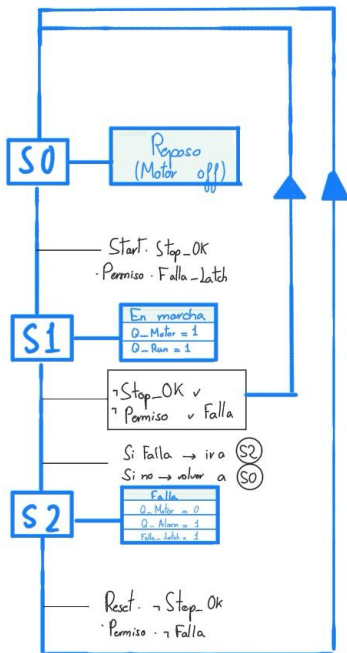 S0
Reposo
(Motor off)
Start. Stop_OK
· Permiso · Falla_Latch
S1
En marcha
Q_Motor = 1
Q_Run = 1
¬Stop_OK ∨
¬ Permiso ∨ Falla
Si Falla → ir a S2
Si no → volver a S0
S2
Falla
Q_Motor = 0
Q_Alarm = 1
Falla_Latch = 1
Reset. ¬ Stop_OK
· Permiso · ¬ Falla